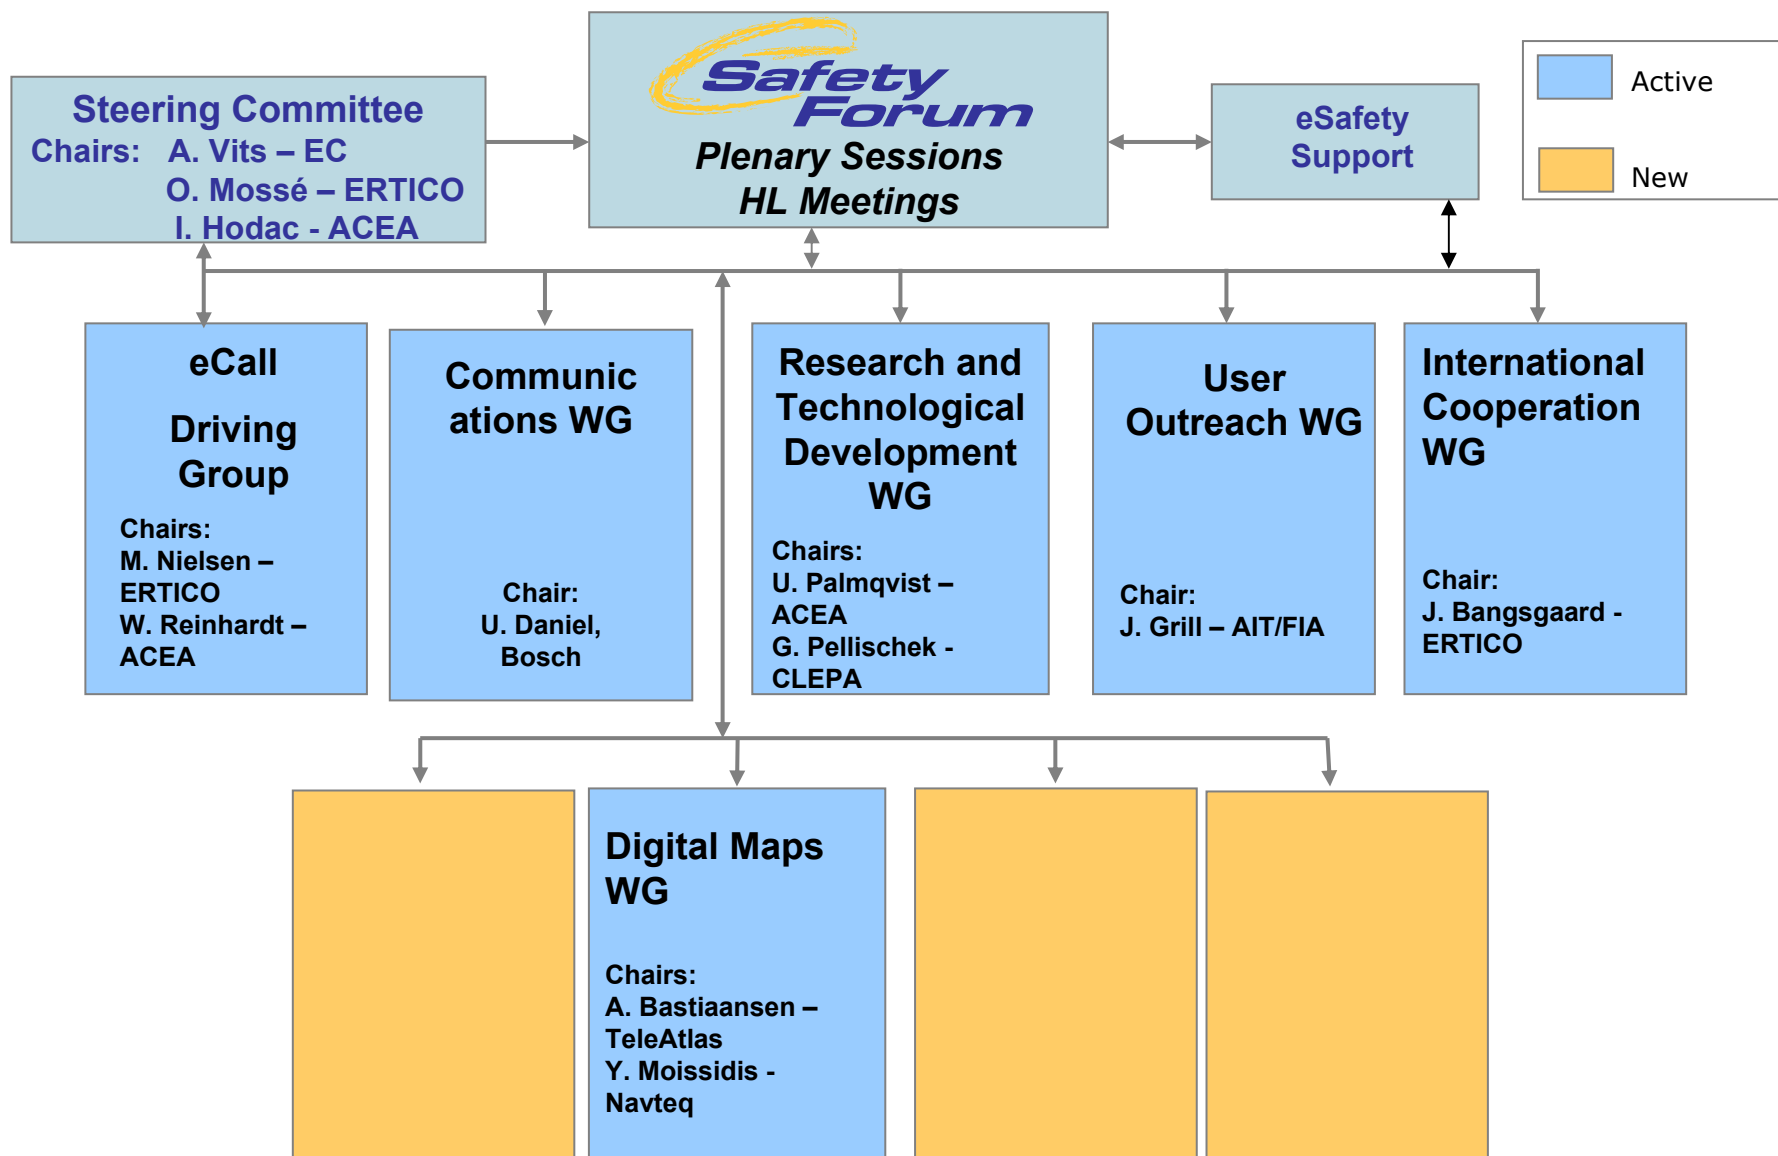 Safety
Forum
Plenary Sessions
HL Meetings
Steering Committee
Chairs: A. Vits – EC
O. Mossé – ERTICO
I. Hodac - ACEA
eSafety
Support
Active
New
eCall
Driving
Group
Chairs:
M. Nielsen –
ERTICO
W. Reinhardt –
ACEA
Communic
ations WG
Chair:
U. Daniel,
Bosch
Research and
Technological
Development
WG
Chairs:
U. Palmqvist –
ACEA
G. Pellischek -
CLEPA
User
Outreach WG
Chair:
J. Grill – AIT/FIA
International
Cooperation
WG
Chair:
J. Bangsgaard -
ERTICO
Digital Maps
WG
Chairs:
A. Bastiaansen –
TeleAtlas
Y. Moissidis -
Navteq